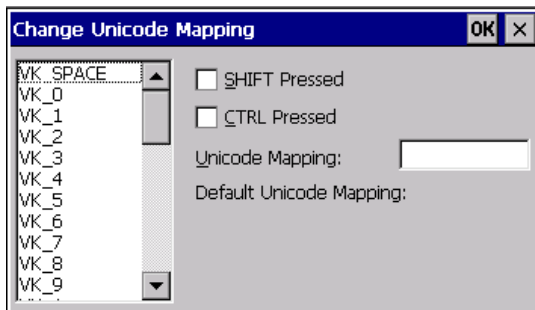 Change Unicode Mapping OK ×
VK_SPACE
VK_0
VK_1
VK_2
VK_3
VK_4
VK_5
VK_6
VK_7
VK_8
VK_9
SHIFT Pressed
CTRL Pressed
Unicode Mapping:
Default Unicode Mapping: